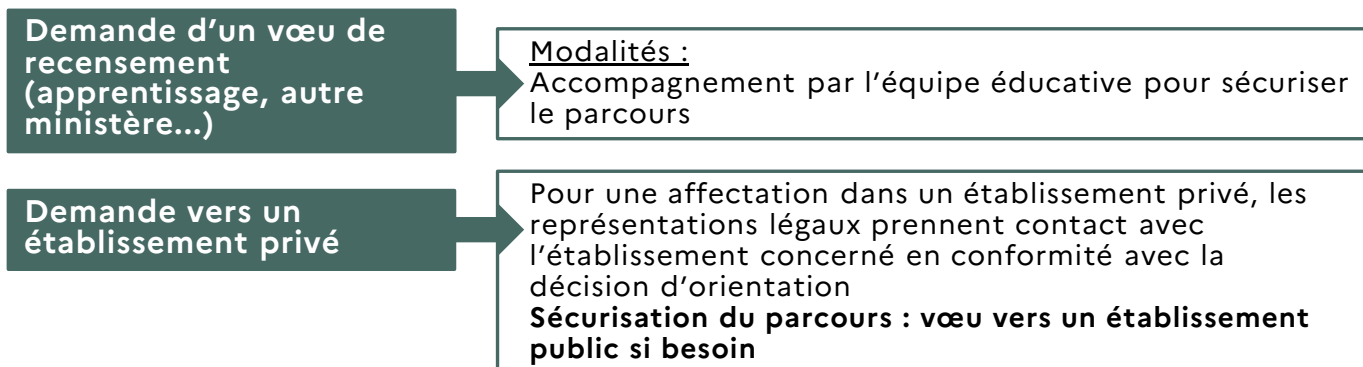 Demande d’un vœu de
recensement
(apprentissage, autre
ministère...)
Modalités :
Accompagnement par l’équipe éducative pour sécuriser
le parcours
Demande vers un
établissement privé
Pour une affectation dans un établissement privé, les
représentations légaux prennent contact avec
l’établissement concerné en conformité avec la
décision d’orientation
Sécurisation du parcours : vœu vers un établissement
public si besoin